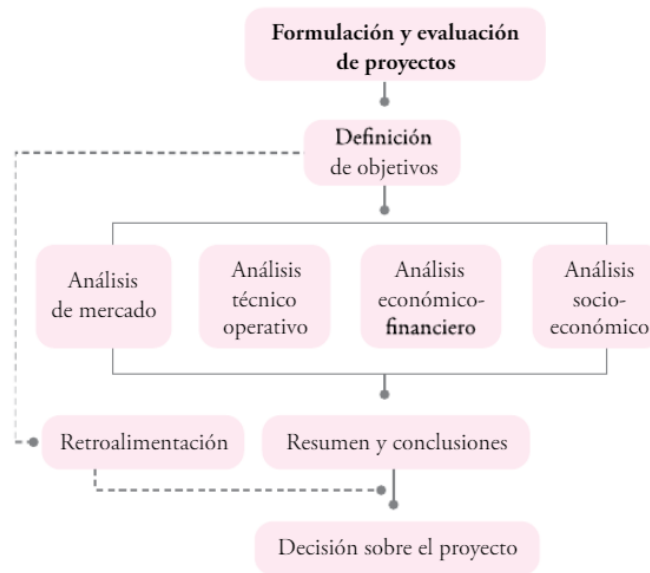 Formulación y evaluación
de proyectos
Definición
de objetivos
Análisis
de mercado
Análisis
técnico
operativo
Análisis
económico-
financiero
Análisis
socio-
económico
Retroalimentación
Resumen y conclusiones
Decisión sobre el proyecto